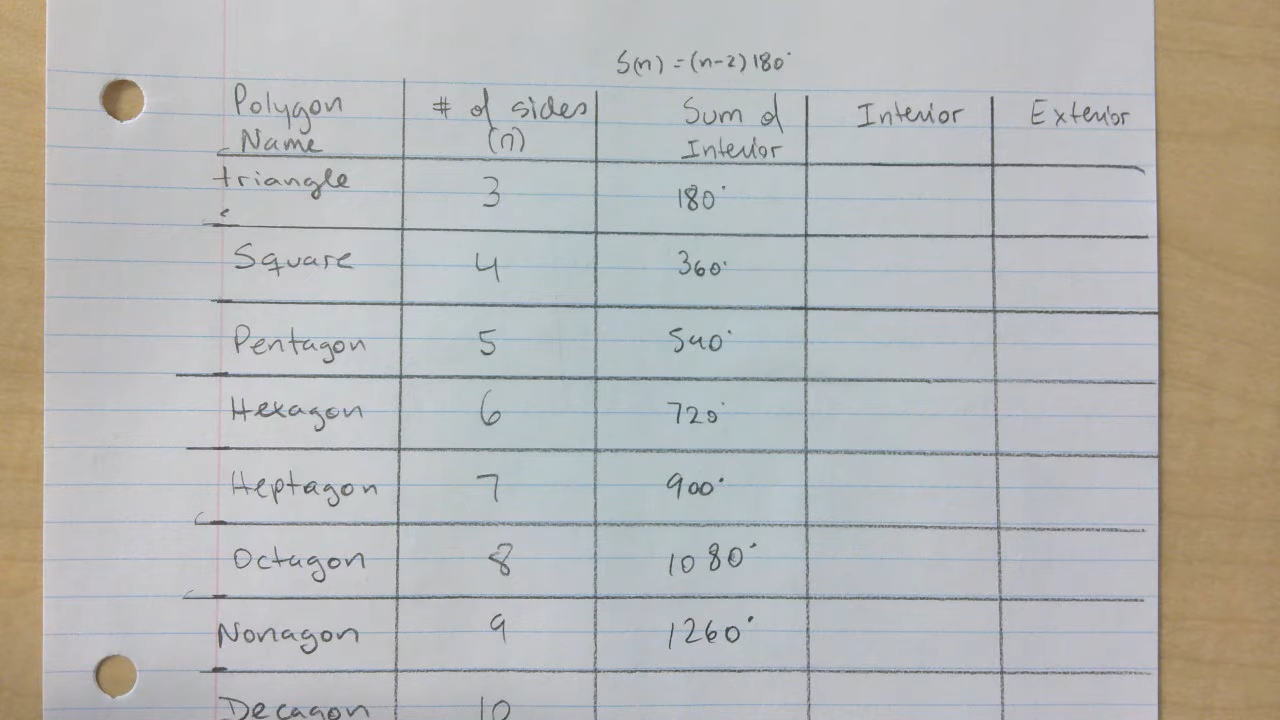 S(n) = (n-2) 180°
Polygon Name # of sides (n) Sum of Interior Interior Exterior
triangle 3 180°
Square 4 360°
Pentagon 5 540°
Hexagon 6 720°
Heptagon 7 900°
Octagon 8 1080°
Nonagon 9 1260°
Decagon 10